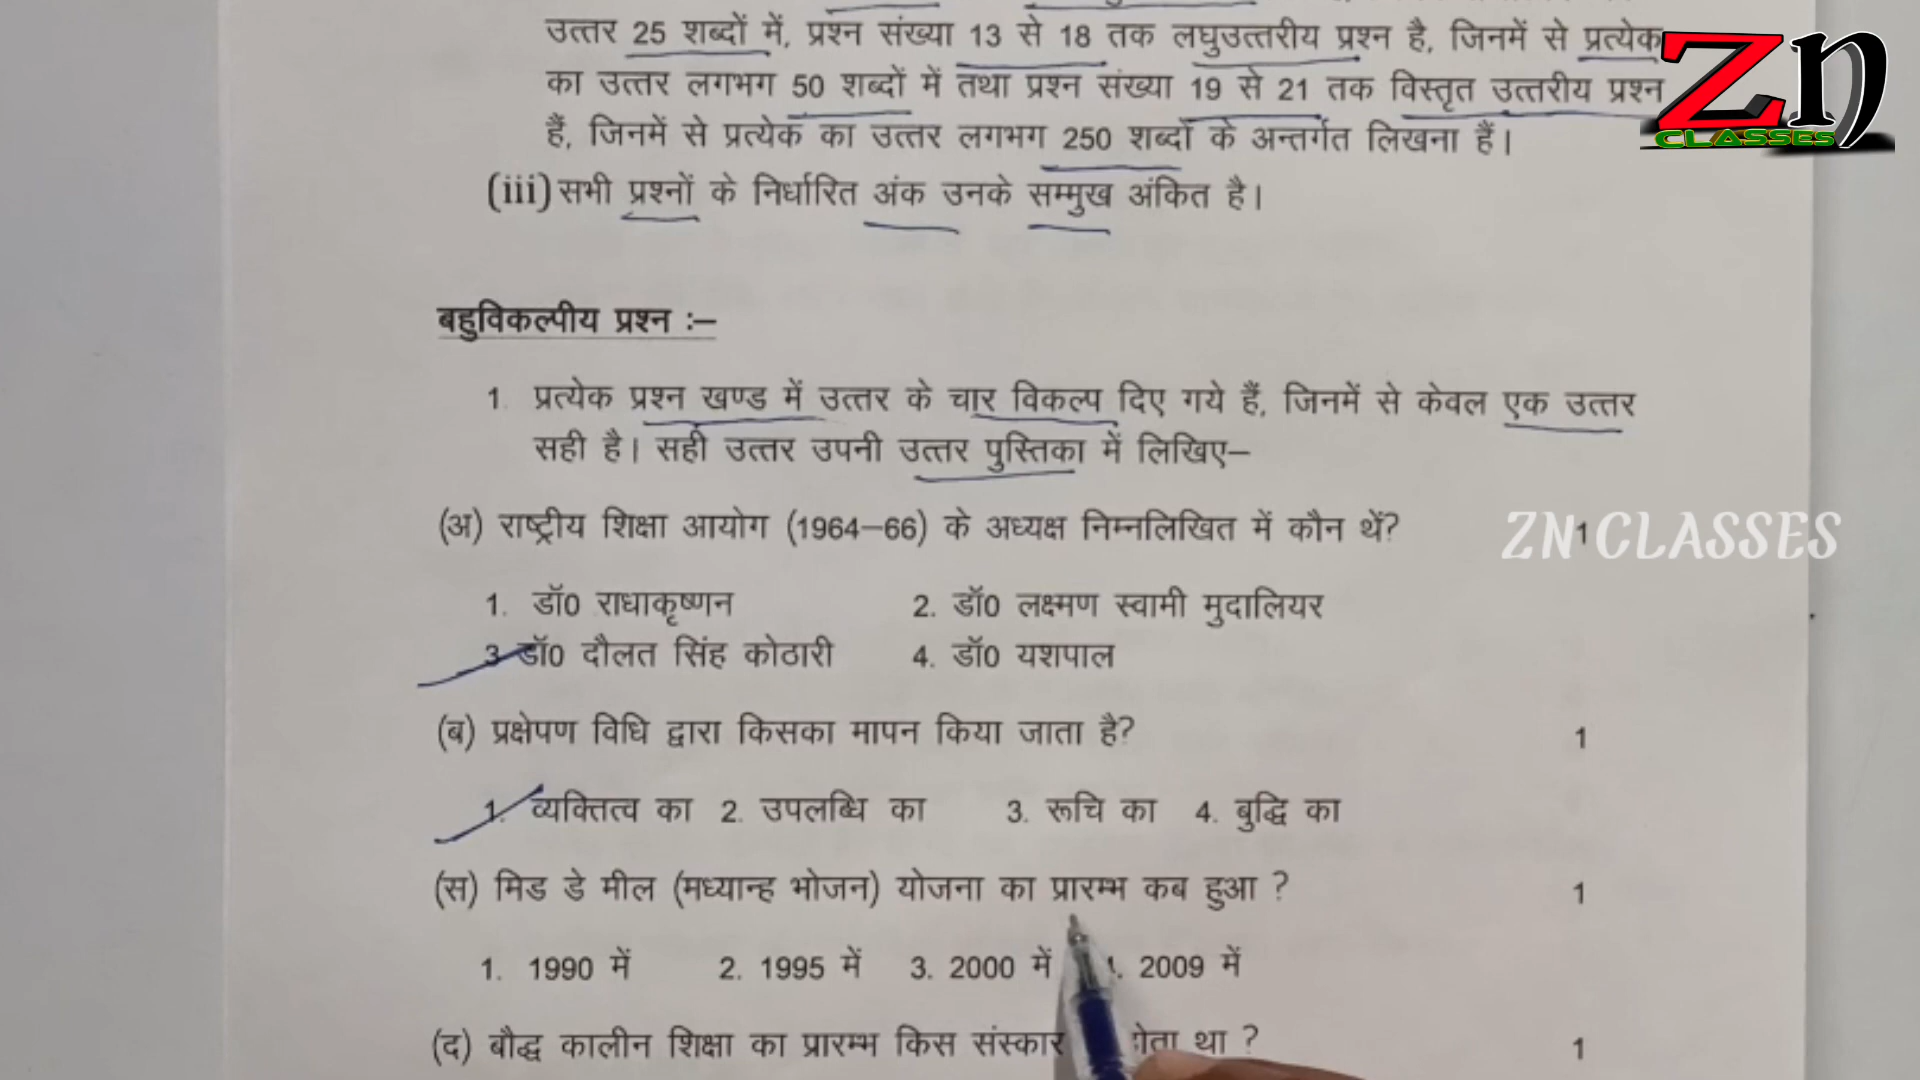 उत्तर 25 शब्दों में, प्रश्न संख्या 13 से 18 तक लघुउत्तरीय प्रश्न है, जिनमें से प्रत्येक
का उत्तर लगभग 50 शब्दों में तथा प्रश्न संख्या 19 से 21 तक विस्तृत उत्तरीय प्रश्न
हैं, जिनमें से प्रत्येक का उत्तर लगभग 250 शब्दों के अन्तर्गत लिखना हैं।
(iii) सभी प्रश्नों के निर्धारित अंक उनके सम्मुख अंकित है।
Zn
CLASSES
बहुविकल्पीय प्रश्न :–
1. प्रत्येक प्रश्न खण्ड में उत्तर के चार विकल्प दिए गये हैं, जिनमें से केवल एक उत्तर
सही है। सही उत्तर उपनी उत्तर पुस्तिका में लिखिए–
(अ) राष्ट्रीय शिक्षा आयोग (1964–66) के अध्यक्ष निम्नलिखित में कौन थें? 1
ZN CLASSES
1. डॉ0 राधाकृष्णन 2. डॉ0 लक्ष्मण स्वामी मुदालियर
3 डॉ0 दौलत सिंह कोठारी 4. डॉ0 यशपाल
(ब) प्रक्षेपण विधि द्वारा किसका मापन किया जाता है? 1
1. व्यक्तित्व का 2. उपलब्धि का 3. रूचि का 4. बुद्धि का
(स) मिड डे मील (मध्यान्ह भोजन) योजना का प्रारम्भ कब हुआ ? 1
1. 1990 में 2. 1995 में 3. 2000 में 2009 में
(द) बौद्ध कालीन शिक्षा का प्रारम्भ किस संस्कार था ? 1